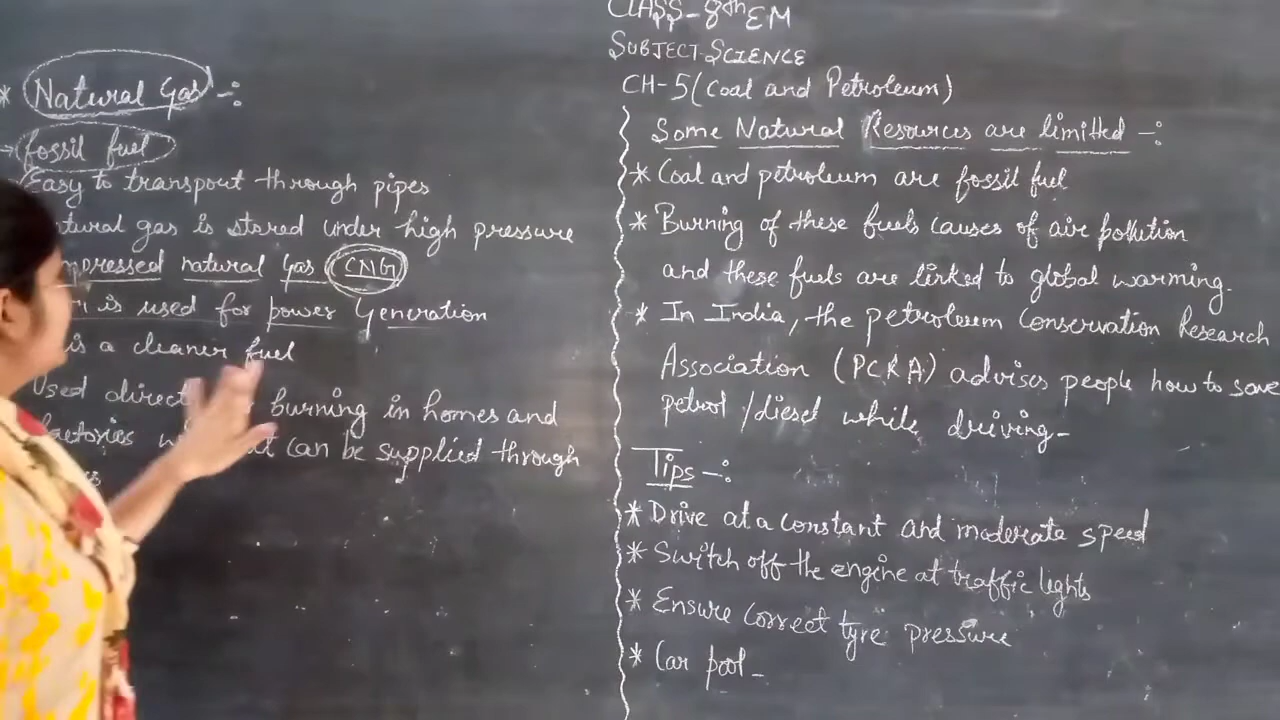 CLASS-8th EM
SUBJECT-SCIENCE
CH-5 (Coal and Petroleum)
* Natural Gas -:
→ fossil fuel
Easy to transpout through pipes
natural gas is stored under high pressure
natural gas (CNG)
is used for power Generation
is a cleaner fuel
Used burning in homes and
factories can be supplied through
Some Natural Resources are limitted -:
* Coal and petroleum are fossil fuel
* Burning of these fuels causes of air pollution
and these fuels are linked to global warming.
* In India, the petroleum Conservation Research
Association (PCRA) advises people how to save
petrol /diesel while driving-
Tips -:
* Drive at a constant and moderate speed
* Switch off the engine at traffic lights
* Ensure correct tyre pressure
* Car pool-